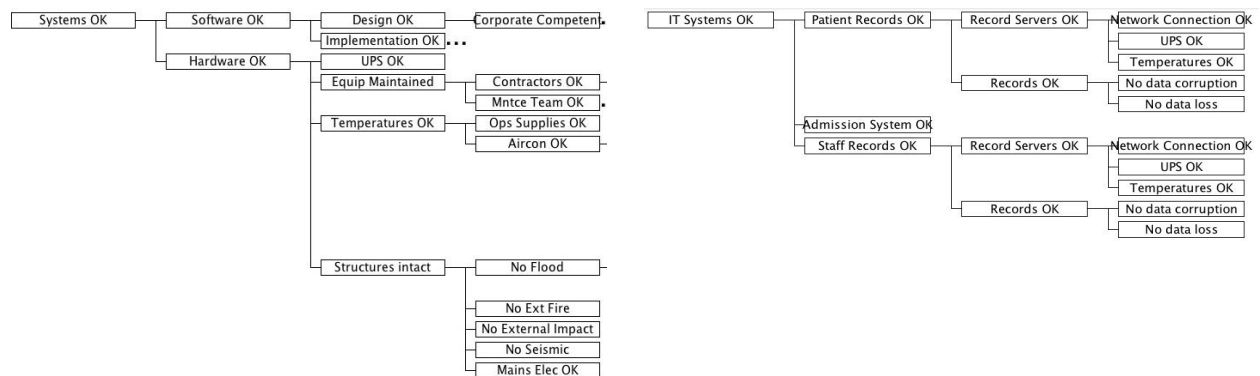 Systems OK
Software OK
Design OK
Corporate Competent.
Implementation OK ...
Hardware OK
UPS OK
Equip Maintained
Contractors OK
Mntce Team OK
Temperatures OK
Ops Supplies OK
Aircon OK
Structures intact
No Flood
No Ext Fire
No External Impact
No Seismic
Mains Elec OK
IT Systems OK
Patient Records OK
Record Servers OK
Network Connection OK
UPS OK
Temperatures OK
Records OK
No data corruption
No data loss
Admission System OK
Staff Records OK
Record Servers OK
Network Connection OK
UPS OK
Temperatures OK
Records OK
No data corruption
No data loss